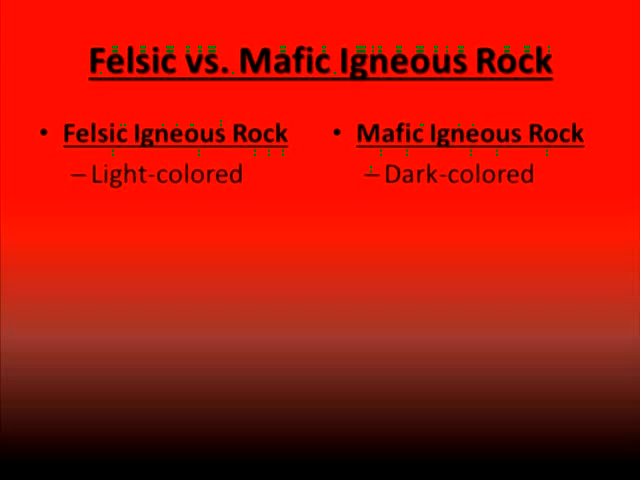 Felsic vs. Mafic Igneous Rock
• Felsic Igneous Rock
– Light-colored
• Mafic Igneous Rock
– Dark-colored